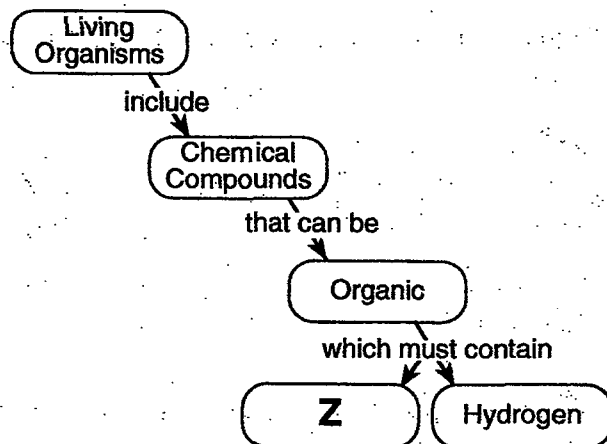 Living
Organisms
include
Chemical
Compounds
that can be
Organic
which must contain
Z
Hydrogen